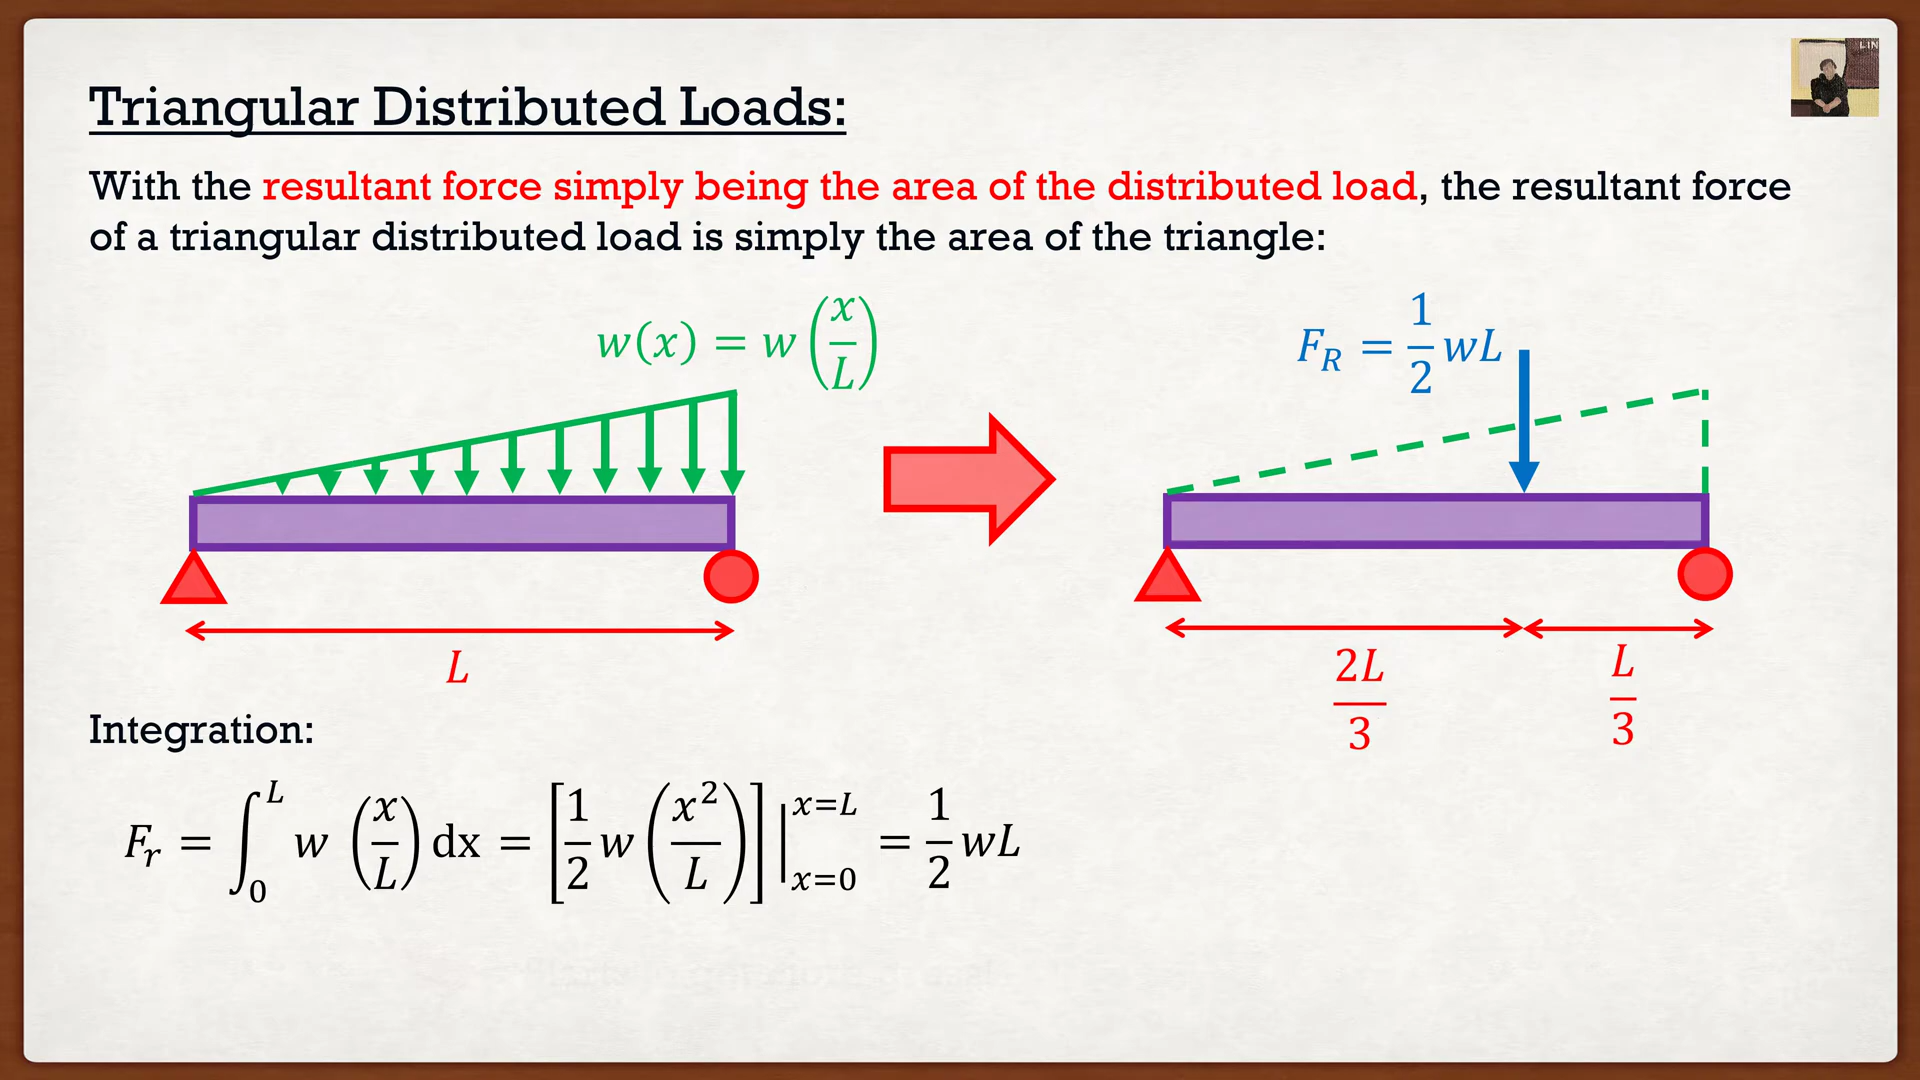 Triangular Distributed Loads:
With the resultant force simply being the area of the distributed load, the resultant force
of a triangular distributed load is simply the area of the triangle:
w(x) = w(x/L)
F_R = 1/2 wL
L
2L/3
L/3
Integration:
F_r = ∫_0^L w (x/L) dx = [1/2 w (x²/L)] |_{x=0}^{x=L} = 1/2 wL
LIN